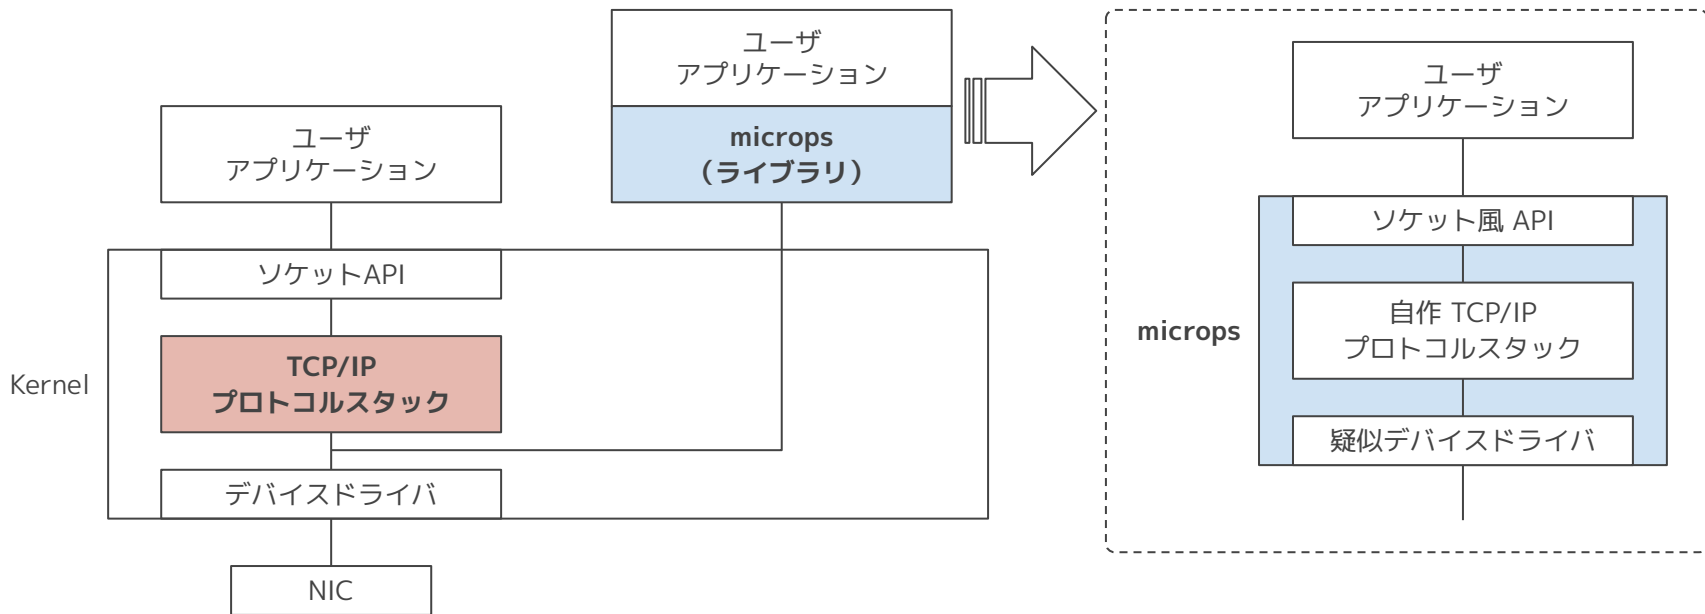 ユーザ
アプリケーション
ソケットAPI
TCP/IP
プロトコルスタック
Kernel
デバイスドライバ
NIC
ユーザ
アプリケーション
microps
（ライブラリ）
ユーザ
アプリケーション
ソケット風 API
自作 TCP/IP
プロトコルスタック
microps
疑似デバイスドライバ